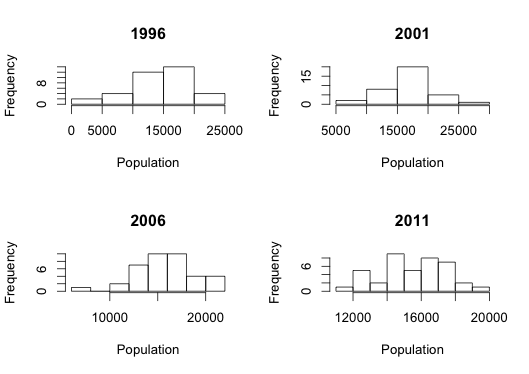 1996
Frequency
8
0
0 5000 15000 25000
Population
2001
Frequency
15
0
5000 15000 25000
Population
2006
Frequency
6
0
10000 20000
Population
2011
Frequency
6
0
12000 16000 20000
Population